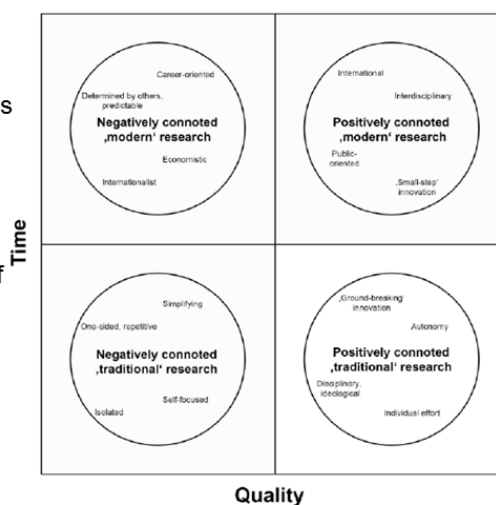 Career-oriented
Determined by others,
predictable
Negatively connoted
‚modern‘ research
Economistic
Internationalist
International
Interdisciplinary
Positively connoted
‚modern‘ research
Public-
oriented
‚Small-step‘
innovation
s
f
Time
Simplifying
One-sided, repetitive
Negatively connoted
‚traditional‘ research
Self-focused
Isolated
‚Ground-breaking‘
innovation
Autonomy
Positively connoted
‚traditional‘ research
Disciplinary,
ideological
Individual effort
Quality